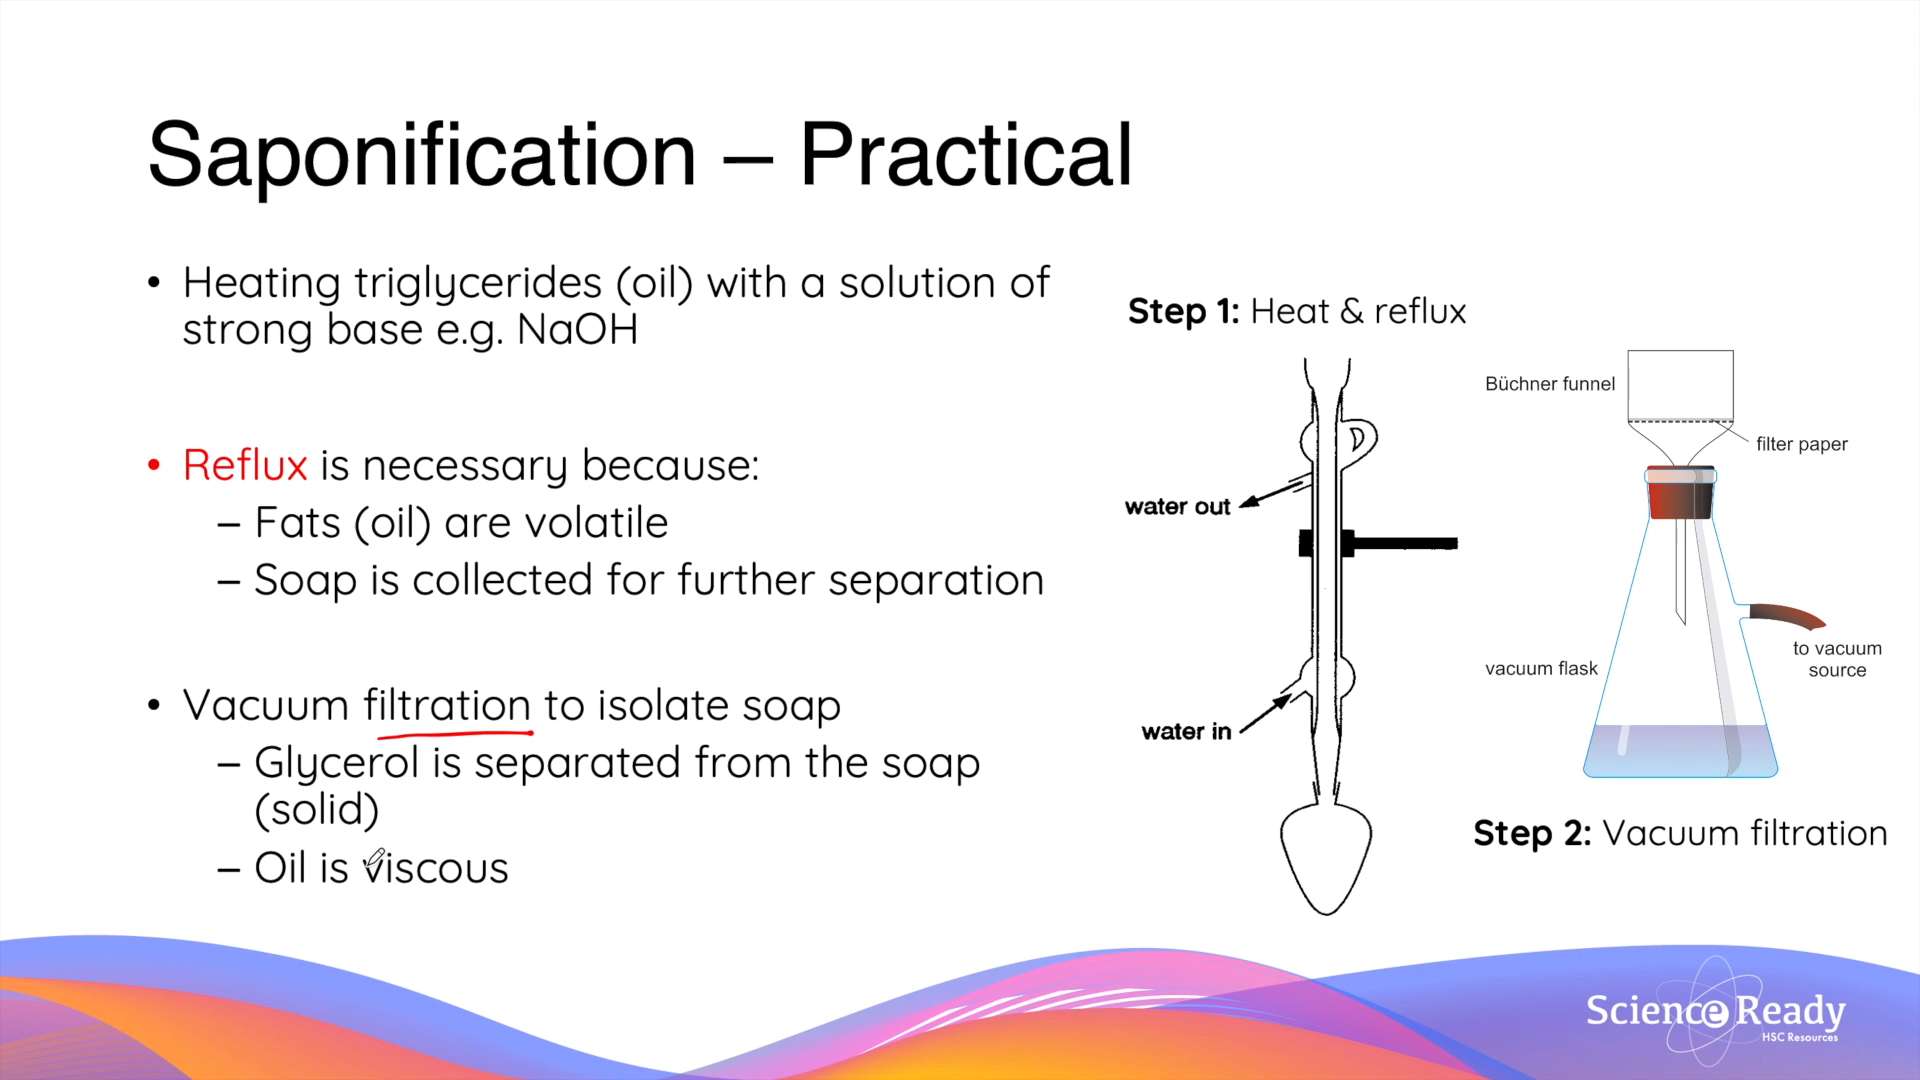 Saponification – Practical
• Heating triglycerides (oil) with a solution of
strong base e.g. NaOH
• Reflux is necessary because:
– Fats (oil) are volatile
– Soap is collected for further separation
• Vacuum filtration to isolate soap
– Glycerol is separated from the soap
(solid)
– Oil is viscous
Step 1: Heat & reflux
water out
water in
Büchner funnel
filter paper
vacuum flask
to vacuum
source
Step 2: Vacuum filtration
Science Ready
HSC Resources